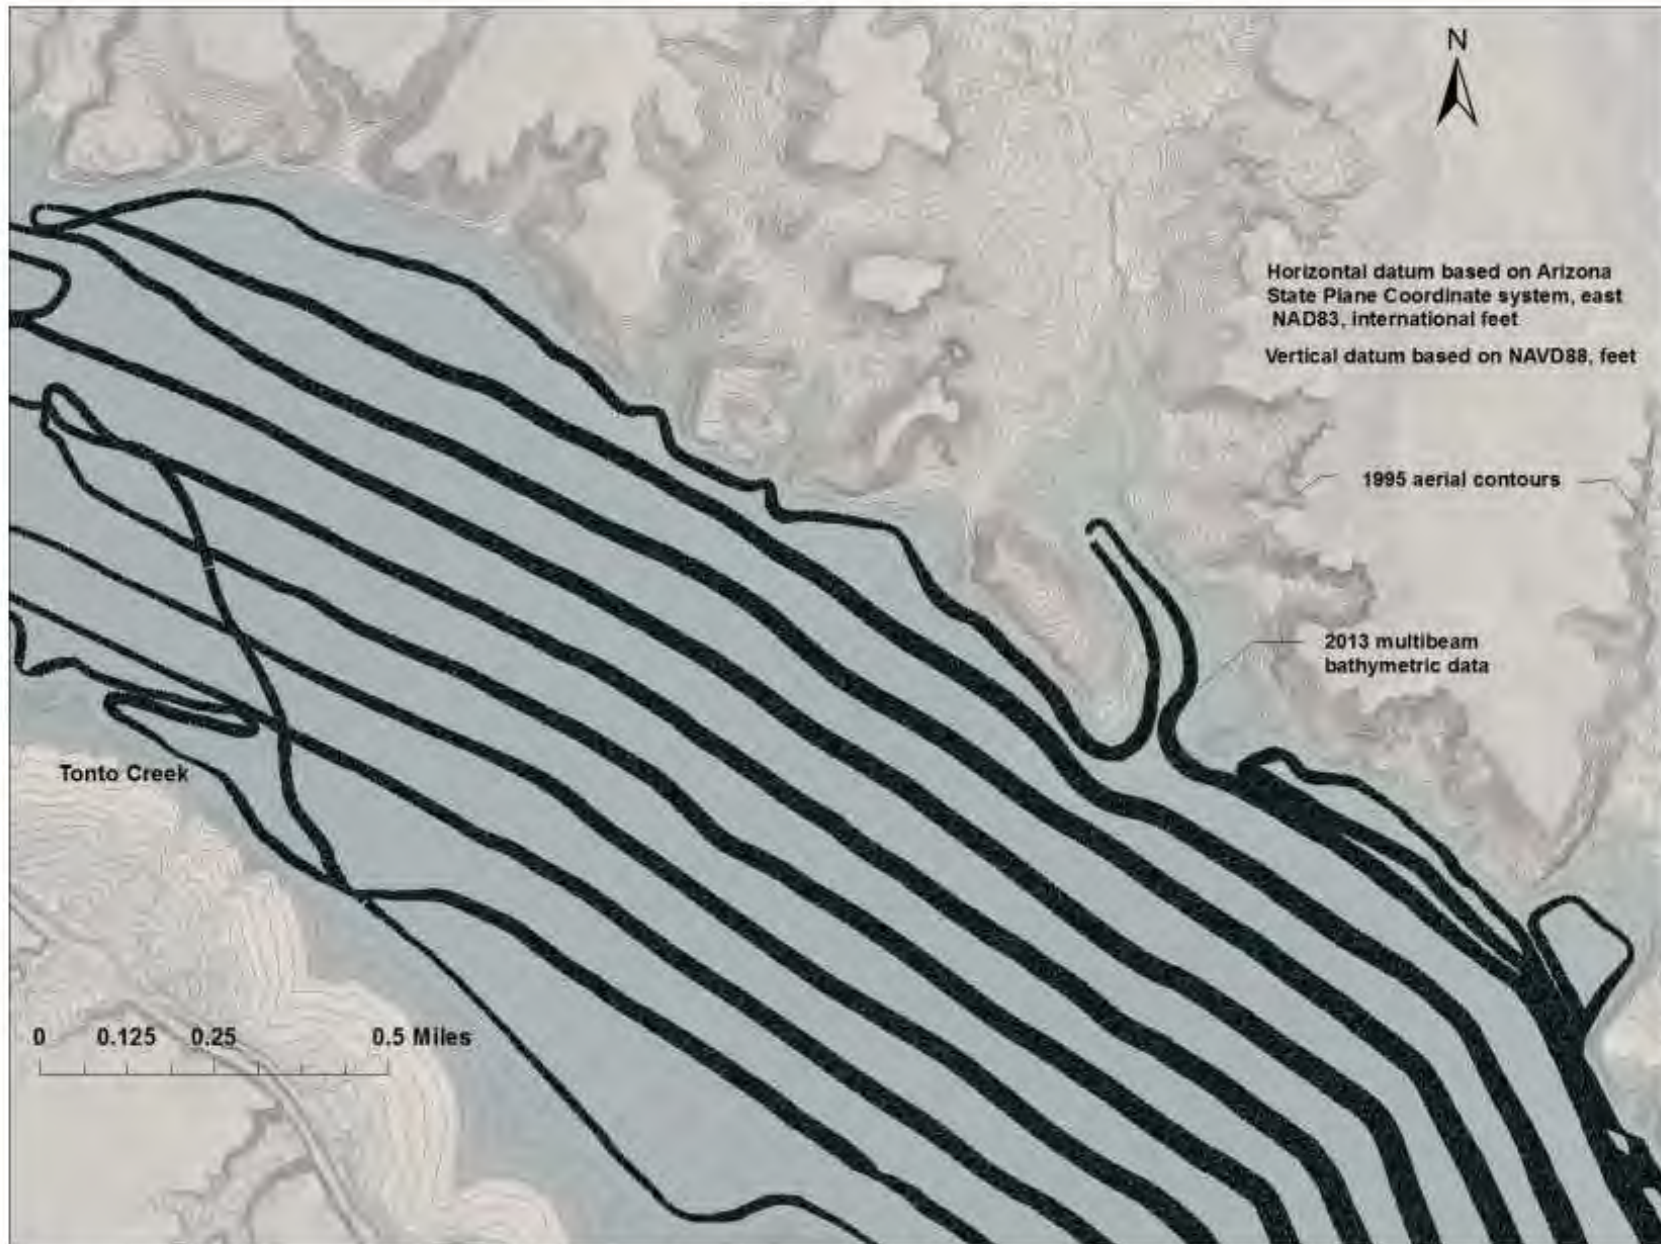 N
Horizontal datum based on Arizona
State Plane Coordinate system, east
NAD83, international feet
Vertical datum based on NAVD88, feet
1995 aerial contours
2013 multibeam
bathymetric data
Tonto Creek
0 0.125 0.25 0.5 Miles